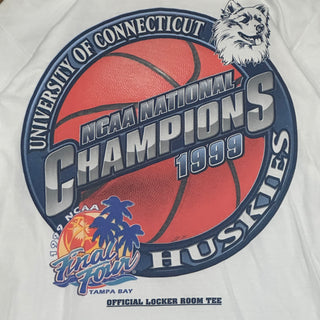 UNIVERSITY OF CONNECTICUT
NCAA NATIONAL
CHAMPIONS
1999
HUSKIES
1999 NCAA
Final
Four
TAMPA BAY
OFFICIAL LOCKER ROOM TEE